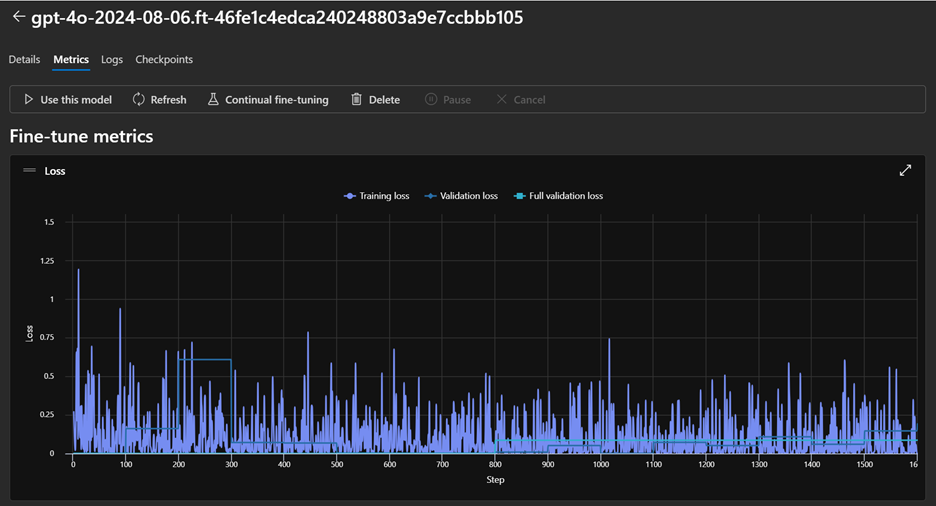 gpt-4o-2024-08-06.ft-46fe1c4edca240248803a9e7ccbbb105
Details Metrics Logs Checkpoints
Use this model Refresh Continual fine-tuning Delete Pause Cancel
Fine-tune metrics
Loss
Training loss Validation loss Full validation loss
1.5
1.25
1
0.75
0.5
0.25
0
Loss
0 100 200 300 400 500 600 700 800 900 1000 1100 1200 1300 1400 1500 16
Step